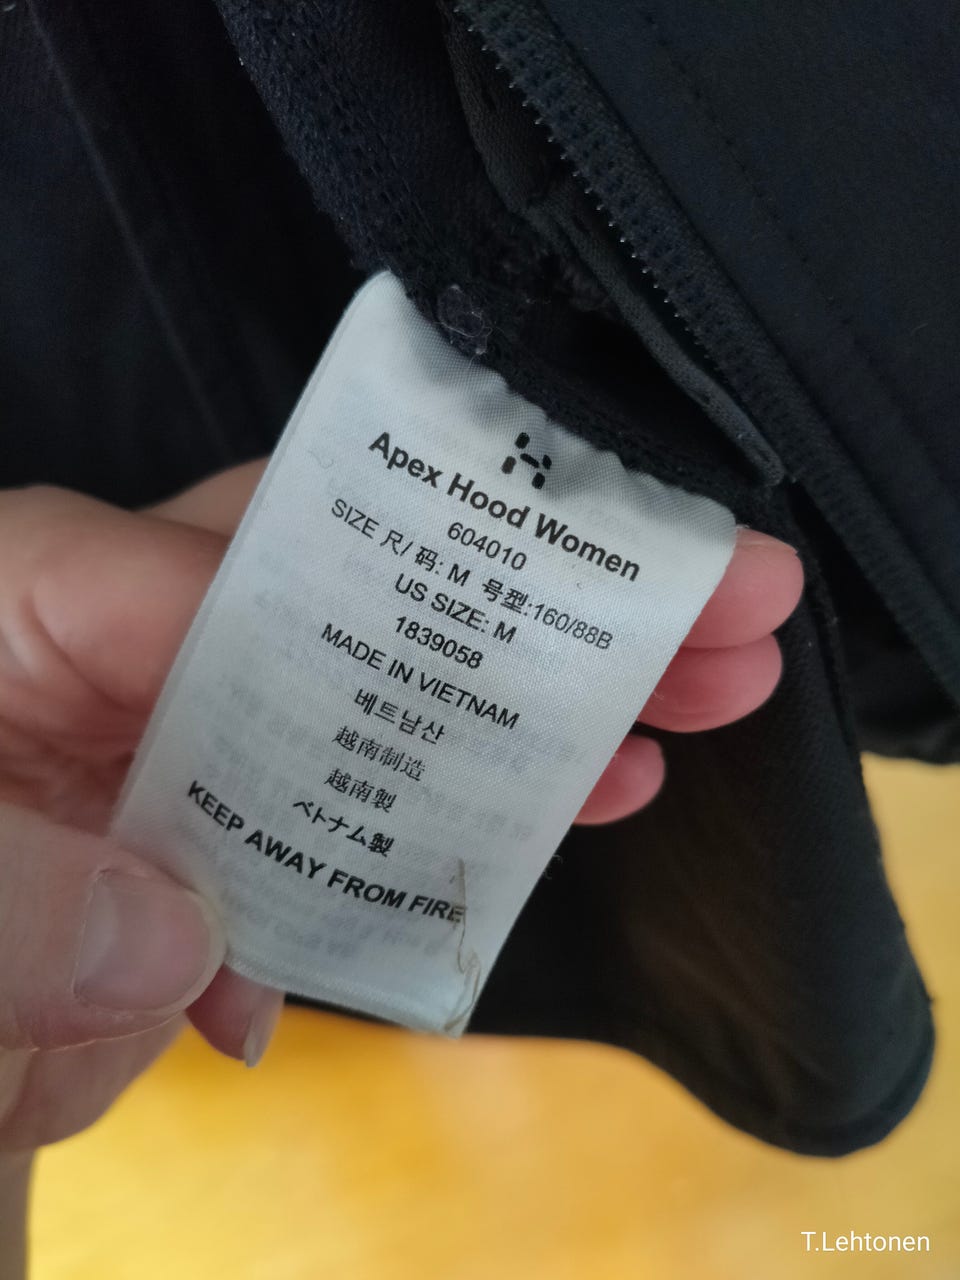 Apex Hood Women
604010
SIZE 尺/ 码: M 号型:160/88B
US SIZE: M
1839058
MADE IN VIETNAM
베트남산
越南制造
越南製
ベトナム製
KEEP AWAY FROM FIRE
T.Lehtonen